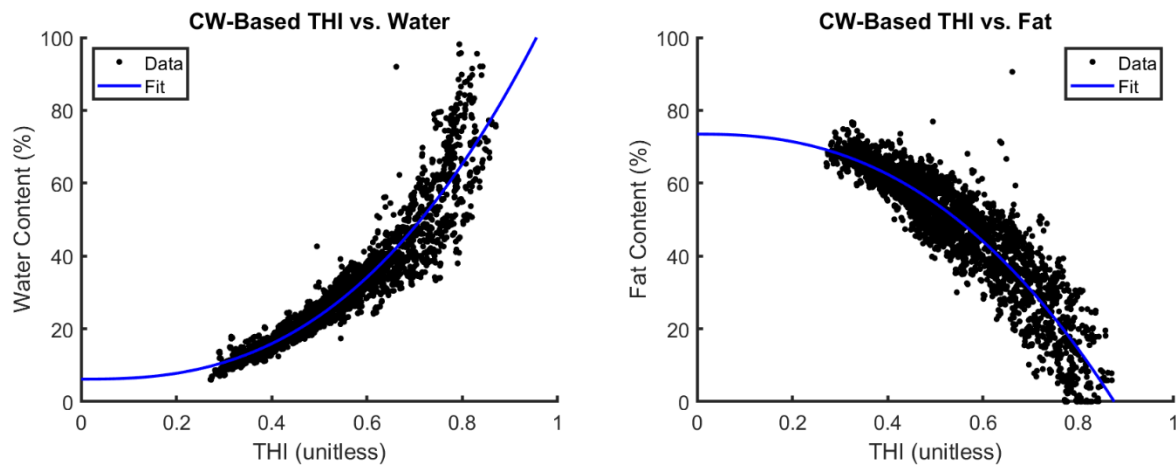 CW-Based THI vs. Water
Data
Fit
Water Content (%)
100
80
60
40
20
0
0 0.2 0.4 0.6 0.8 1
THI (unitless)
CW-Based THI vs. Fat
Data
Fit
Fat Content (%)
100
80
60
40
20
0
0 0.2 0.4 0.6 0.8 1
THI (unitless)